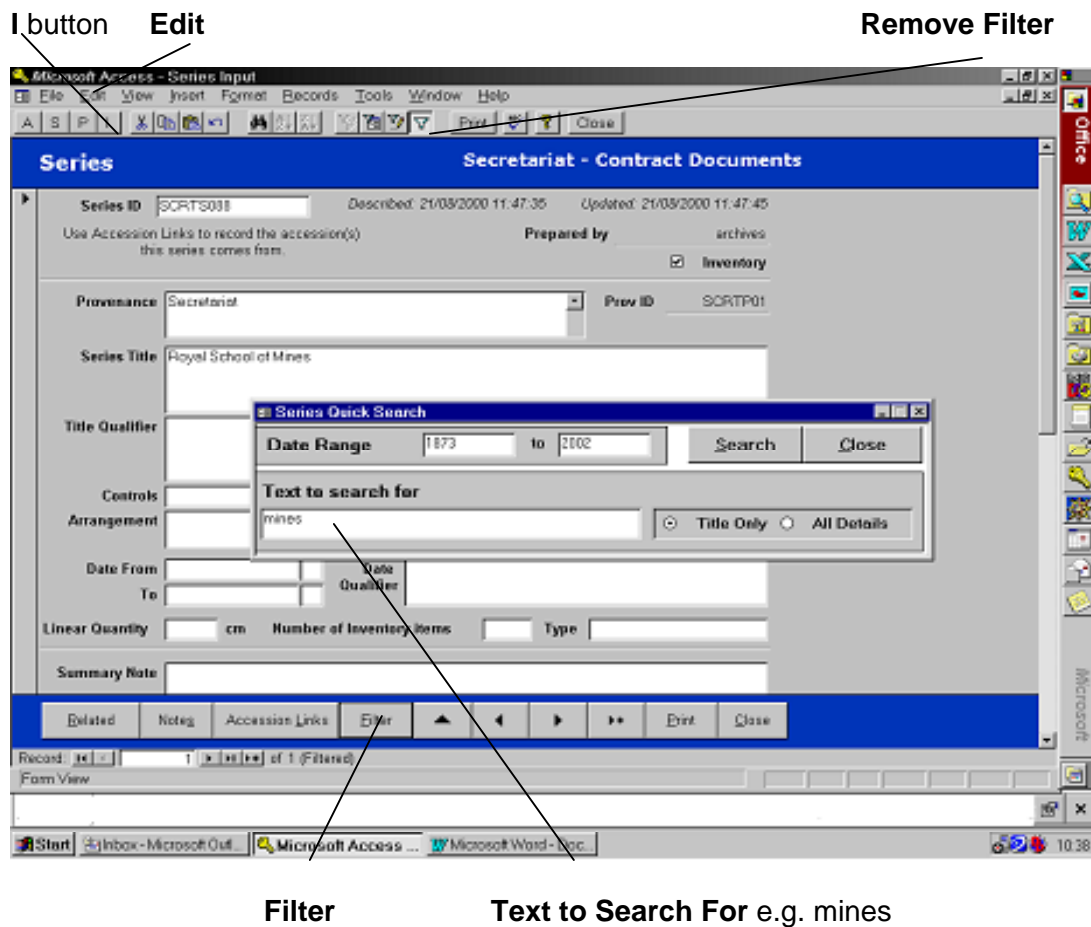 I button Edit Remove Filter
Microsoft Access - Series Input
File Edit View Insert Format Records Tools Window Help
A S P I Print Close
Office
Series Secretariat - Contract Documents
Series ID Described: 21/08/2000 11:47:35 Updated: 21/08/2000 11:47:45
Use Accession Links to record the accession(s) Prepared by archives
this series comes from.
Inventory
Provenance Secretariat Prov ID SCRTP01
Series Title Royal School of Mines
Series Quick Search
Title Qualifier
Date Range 1873 to 2002 Search Close
Text to search for
Controls
Arrangement mines Title Only All Details
Date From Date
To Qualifier
Linear Quantity cm Number of Inventory items Type
Summary Note
Microsoft
Related Notes Accession Links Filter Print Close
Record: 1 of 1 (Filtered)
Form View
Start Inbox - Microsoft Outl... Microsoft Access ... Microsoft Word - Doc... 10:38
Filter Text to Search For e.g. mines